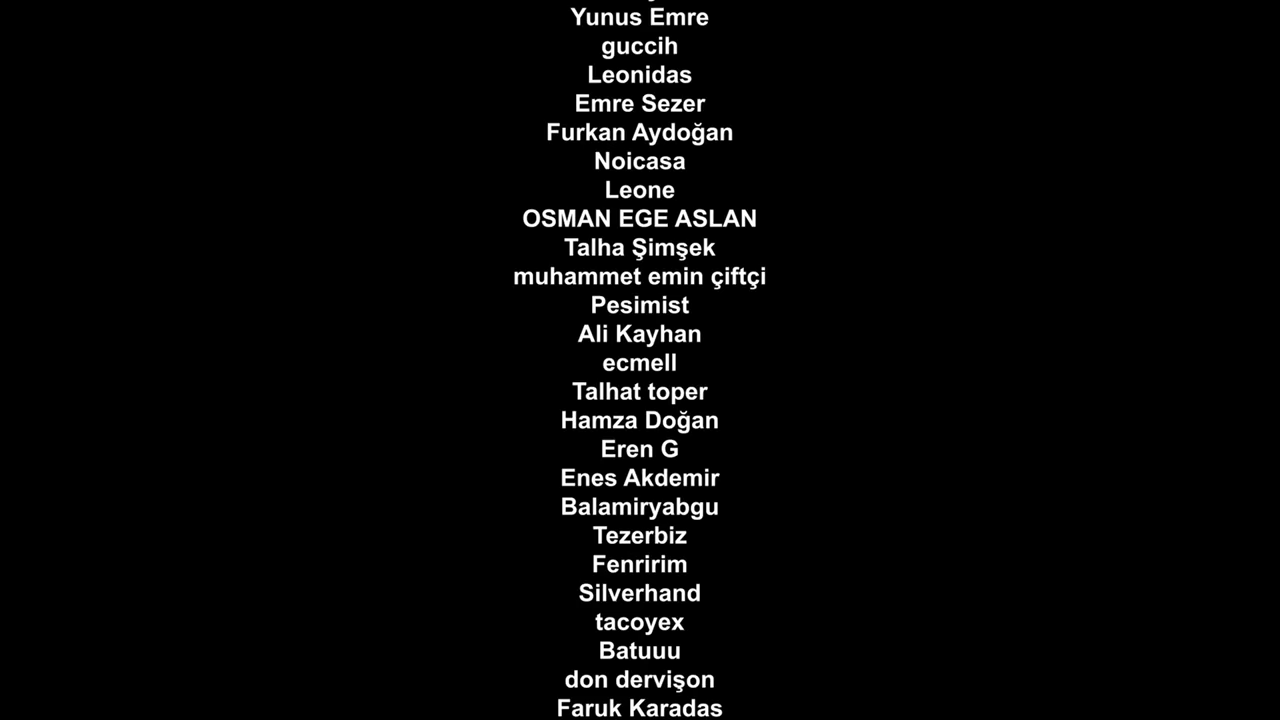 Yunus Emre
guccih
Leonidas
Emre Sezer
Furkan Aydoğan
Noicasa
Leone
OSMAN EGE ASLAN
Talha Şimşek
muhammet emin çiftçi
Pesimist
Ali Kayhan
ecmell
Talhat toper
Hamza Doğan
Eren G
Enes Akdemir
Balamiryabgu
Tezerbiz
Fenririm
Silverhand
tacoyex
Batuuu
don dervişon
Faruk Karadas